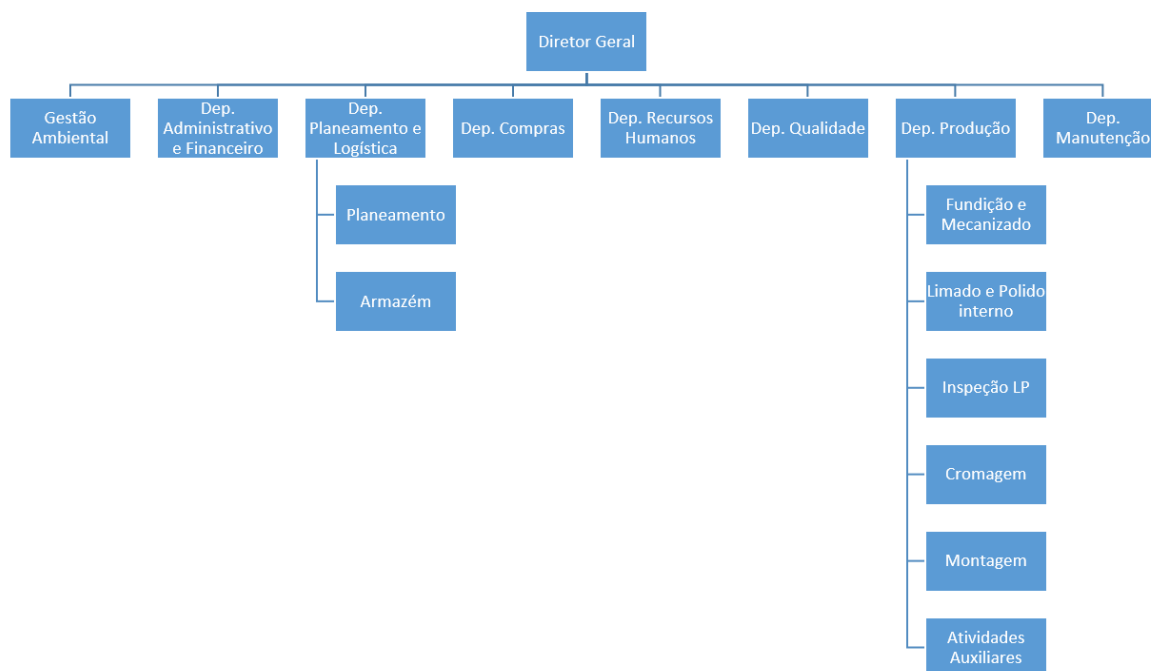 Diretor Geral
Gestão
Ambiental
Dep.
Administrativo
e Financeiro
Dep.
Planeamento e
Logística
Dep. Compras
Dep. Recursos
Humanos
Dep. Qualidade
Dep. Produção
Dep.
Manutenção
Planeamento
Armazém
Fundição e
Mecanizado
Limado e Polido
interno
Inspeção LP
Cromagem
Montagem
Atividades
Auxiliares